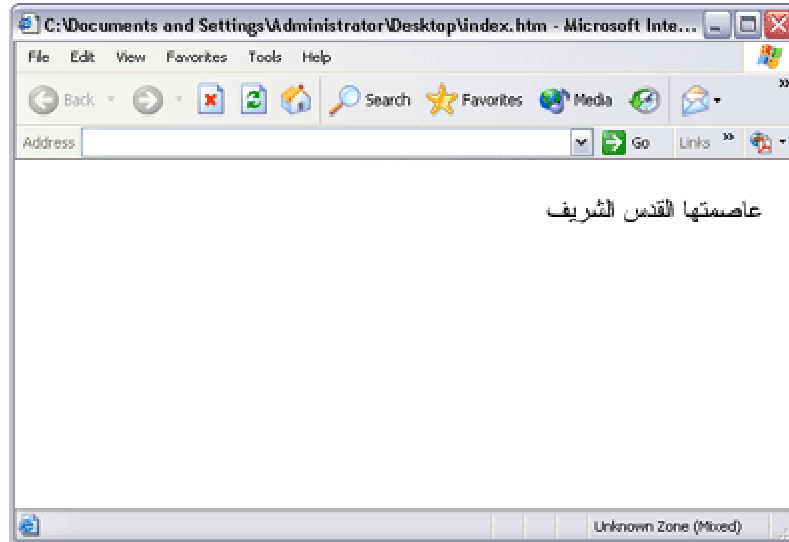 C:\Documents and Settings\Administrator\Desktop\index.htm - Microsoft Inte...
File Edit View Favorites Tools Help
Back Search Favorites Media
Address Go Links
عاصمتها القدس الشريف
Unknown Zone (Mixed)